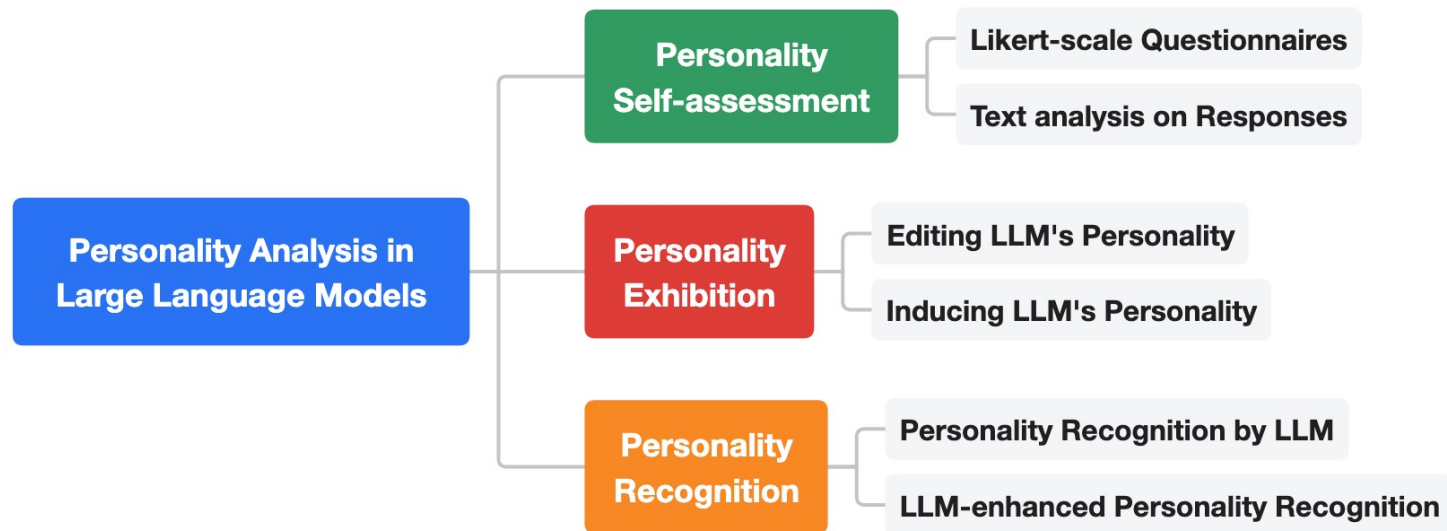 Personality Analysis in
Large Language Models
Personality
Self-assessment
Likert-scale Questionnaires
Text analysis on Responses
Personality
Exhibition
Editing LLM's Personality
Inducing LLM's Personality
Personality
Recognition
Personality Recognition by LLM
LLM-enhanced Personality Recognition